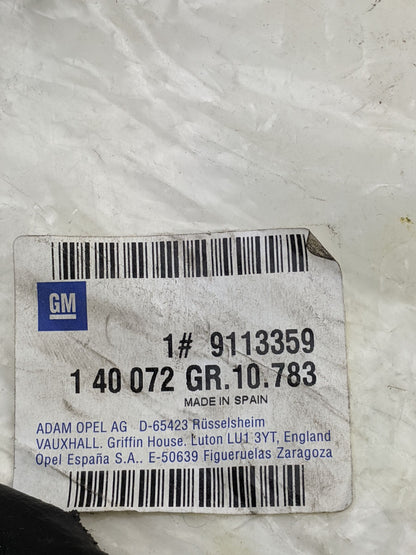 GM
1# 9113359
1 40 072 GR.10.783
MADE IN SPAIN
ADAM OPEL AG D-65423 Rüsselsheim
VAUXHALL. Griffin House. Luton LU1 3YT, England
Opel España S.A.. E-50639 Figueruelas Zaragoza